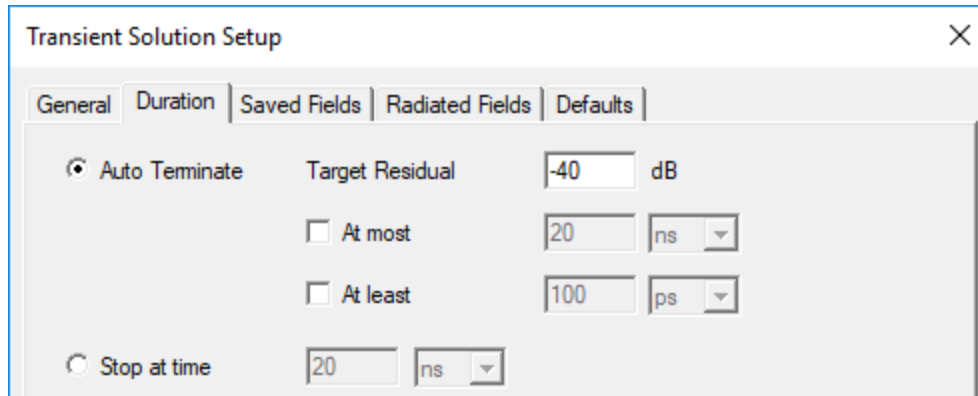 Transient Solution Setup
General Duration Saved Fields Radiated Fields Defaults
Auto Terminate Target Residual -40 dB
At most 20 ns
At least 100 ps
Stop at time 20 ns